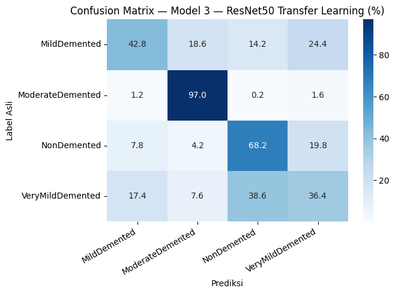 Confusion Matrix — Model 3 — ResNet50 Transfer Learning (%)
Label Asli
MildDemented 42.8 18.6 14.2 24.4
ModerateDemented 1.2 97.0 0.2 1.6
NonDemented 7.8 4.2 68.2 19.8
VeryMildDemented 17.4 7.6 38.6 36.4
MildDemented ModerateDemented NonDemented VeryMildDemented
Prediksi
80
60
40
20